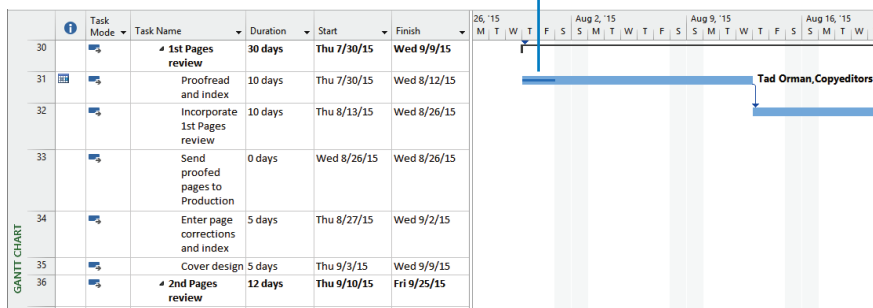 26, '15 Aug 2, '15 Aug 9, '15 Aug 16, '15
Task Mode Task Name Duration Start Finish
M T W T F S S M T W T F S S M T W T F S S M T W
30 1st Pages review 30 days Thu 7/30/15 Wed 9/9/15
31 Proofread and index 10 days Thu 7/30/15 Wed 8/12/15 Tad Orman,Copyeditors
32 Incorporate 1st Pages review 10 days Thu 8/13/15 Wed 8/26/15
33 Send proofed pages to Production 0 days Wed 8/26/15 Wed 8/26/15
34 Enter page corrections and index 5 days Thu 8/27/15 Wed 9/2/15
35 Cover design 5 days Thu 9/3/15 Wed 9/9/15
36 2nd Pages review 12 days Thu 9/10/15 Fri 9/25/15
GANTT CHART